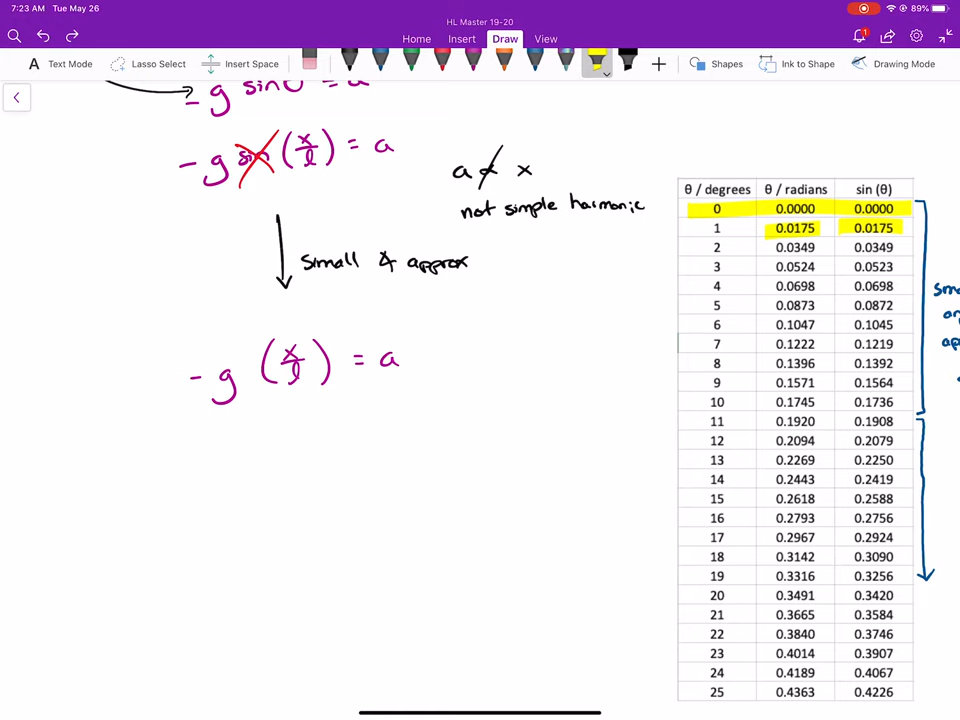 7:23 AM Tue May 26
89%
HL Master 19-20
Home Insert Draw View
1
A Text Mode Lasso Select Insert Space Shapes Ink to Shape Drawing Mode
- g sinθ = a
- g sin (x/l) = a
a ∝̸ x
not simple harmonic
small ∡ approx
- g (x/l) = a
θ / degrees θ / radians sin (θ)
0 0.0000 0.0000
1 0.0175 0.0175
2 0.0349 0.0349
3 0.0524 0.0523
4 0.0698 0.0698
5 0.0873 0.0872
6 0.1047 0.1045
7 0.1222 0.1219
8 0.1396 0.1392
9 0.1571 0.1564
10 0.1745 0.1736
11 0.1920 0.1908
12 0.2094 0.2079
13 0.2269 0.2250
14 0.2443 0.2419
15 0.2618 0.2588
16 0.2793 0.2756
17 0.2967 0.2924
18 0.3142 0.3090
19 0.3316 0.3256
20 0.3491 0.3420
21 0.3665 0.3584
22 0.3840 0.3746
23 0.4014 0.3907
24 0.4189 0.4067
25 0.4363 0.4226